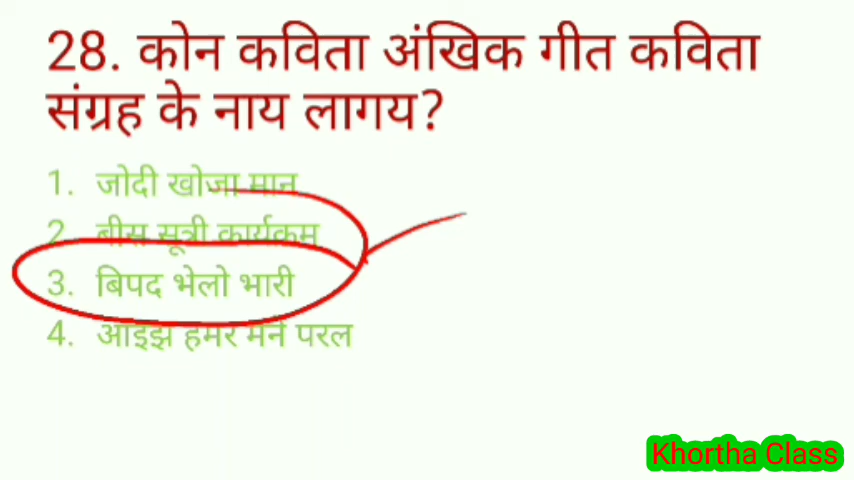 28. कोन कविता अंखिक गीत कविता
संग्रह के नाय लागय?
1. जोदी खोजा मान
2. बीस सूत्री कार्यक्रम
3. बिपद भेलो भारी
4. आइझ हमर मने परल
Khortha Class